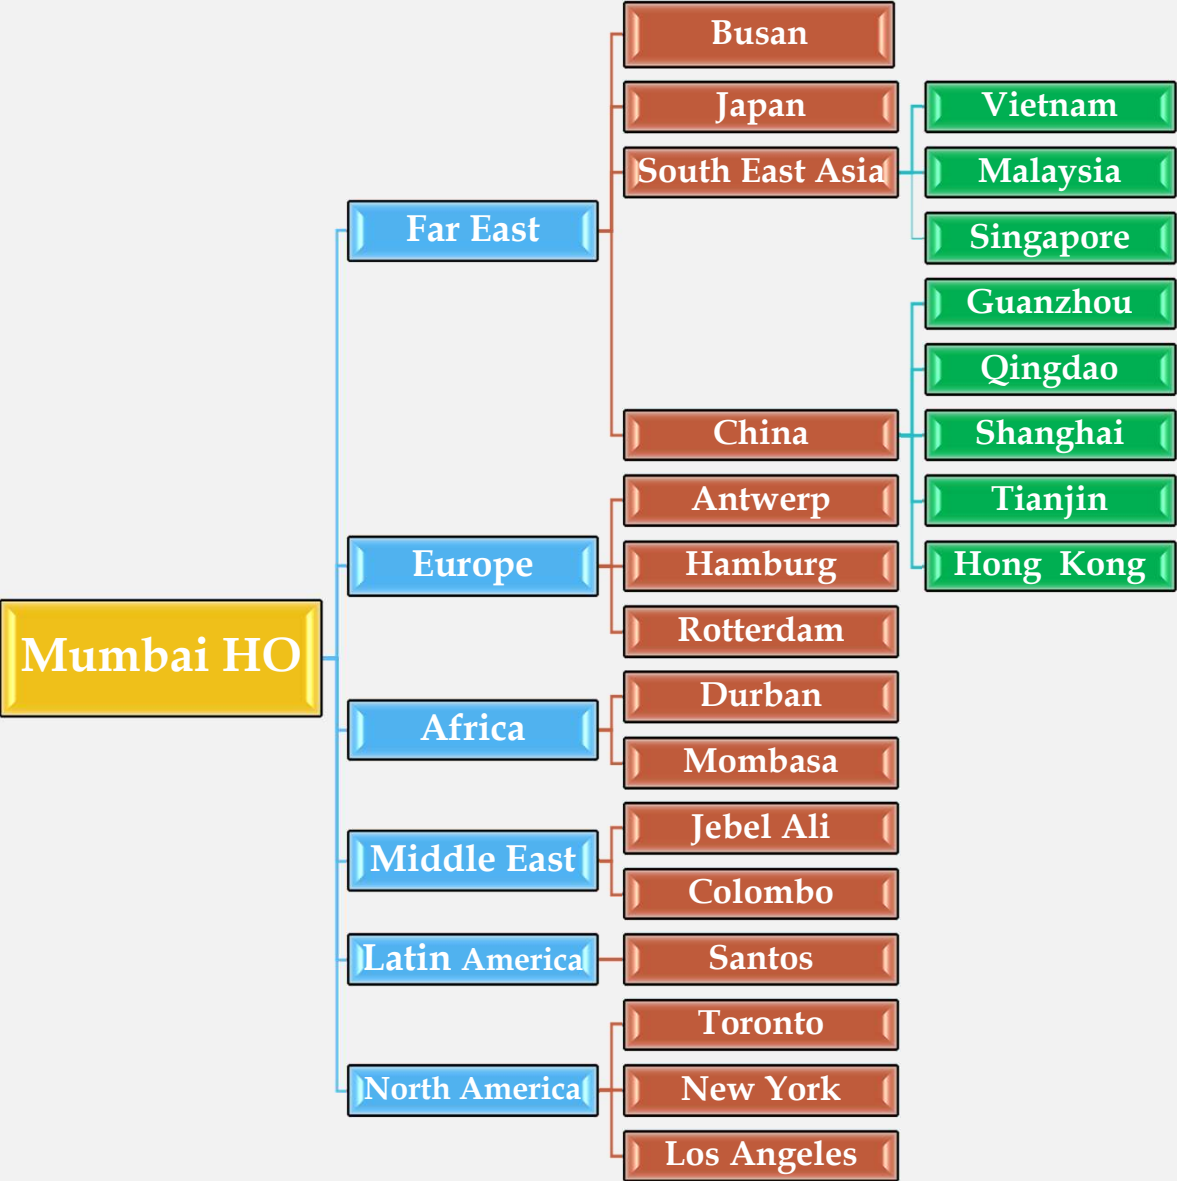 Mumbai HO
Far East
Busan
Japan
South East Asia
Vietnam
Malaysia
Singapore
China
Guanzhou
Qingdao
Shanghai
Tianjin
Hong Kong
Europe
Antwerp
Hamburg
Rotterdam
Africa
Durban
Mombasa
Middle East
Jebel Ali
Colombo
Latin America
Santos
North America
Toronto
New York
Los Angeles